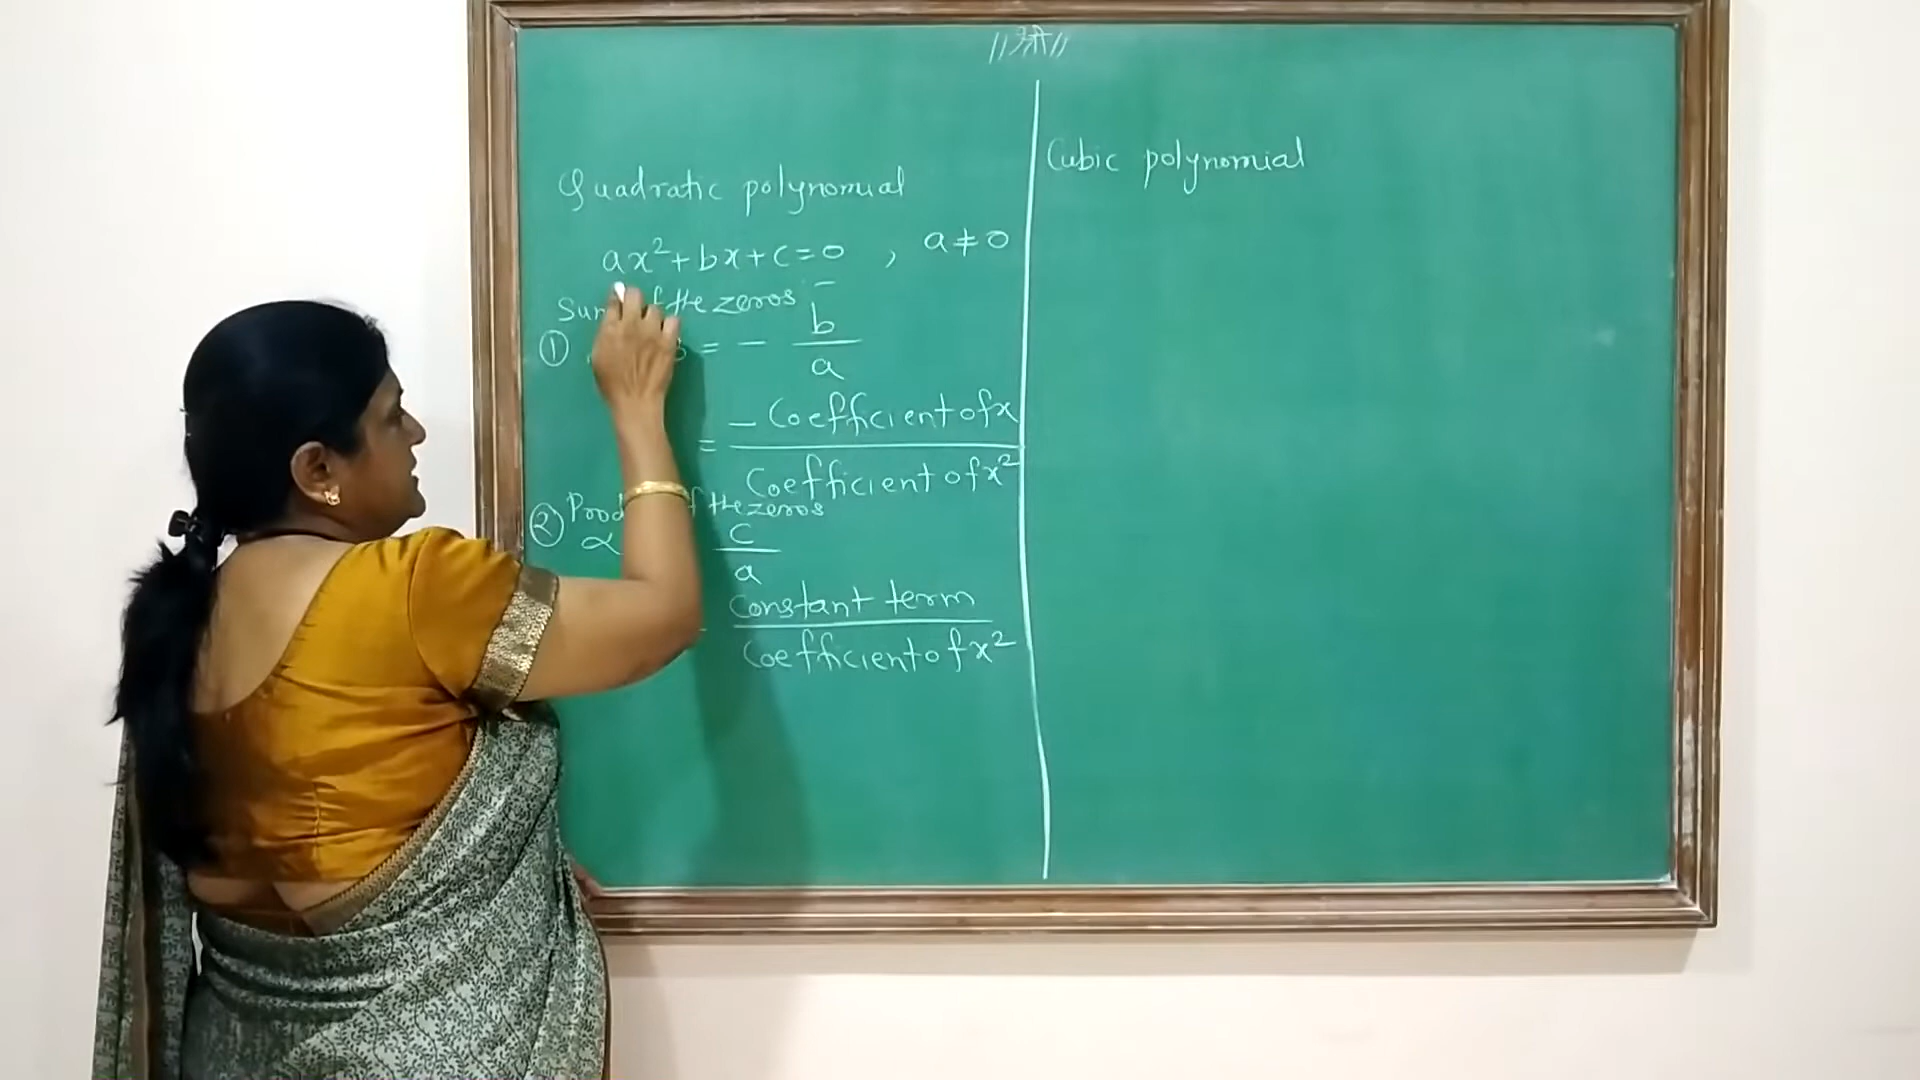 //श्री//
Quadratic polynomial
ax²+bx+c=0 , a≠0
Sum of the zeros
① = - b/a
= - Coefficient of x / Coefficient of x²
② Product of the zeros
α c/a
Constant term / Coefficient of x²
Cubic polynomial